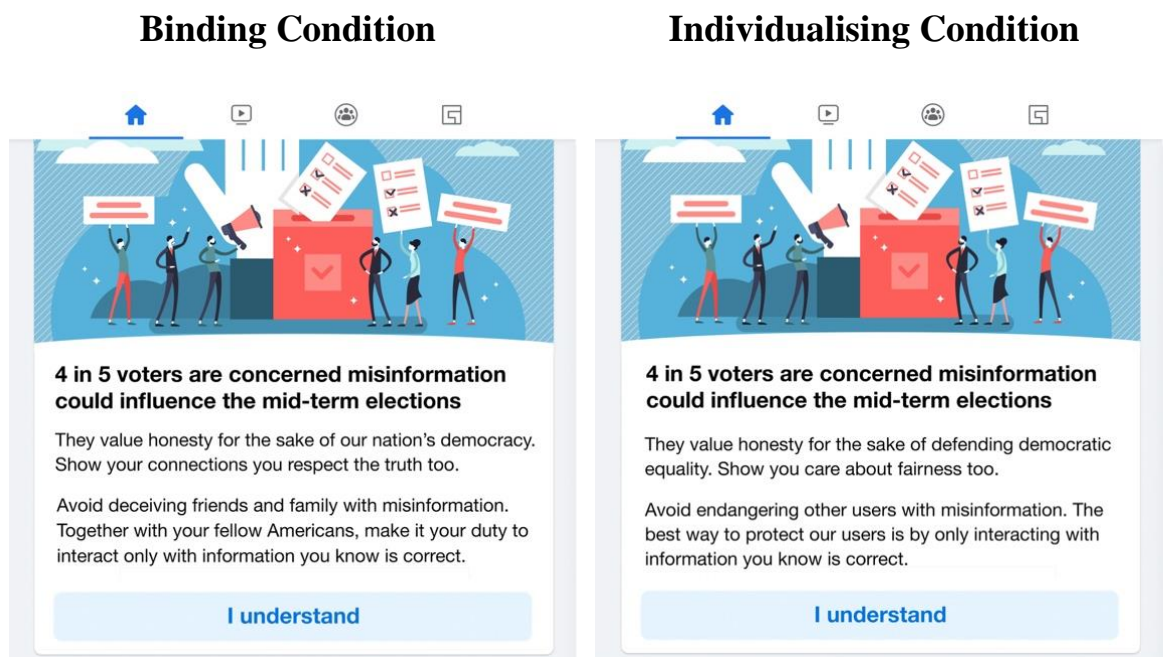 Binding Condition
4 in 5 voters are concerned misinformation
could influence the mid-term elections
They value honesty for the sake of our nation's democracy.
Show your connections you respect the truth too.
Avoid deceiving friends and family with misinformation.
Together with your fellow Americans, make it your duty to
interact only with information you know is correct.
I understand
Individualising Condition
4 in 5 voters are concerned misinformation
could influence the mid-term elections
They value honesty for the sake of defending democratic
equality. Show you care about fairness too.
Avoid endangering other users with misinformation. The
best way to protect our users is by only interacting with
information you know is correct.
I understand